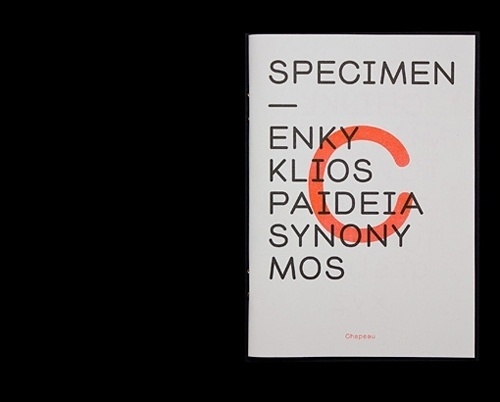 SPECIMEN
—
ENKY
KLIOS
PAIDEIA
SYNONY
MOS
C
Chapeau